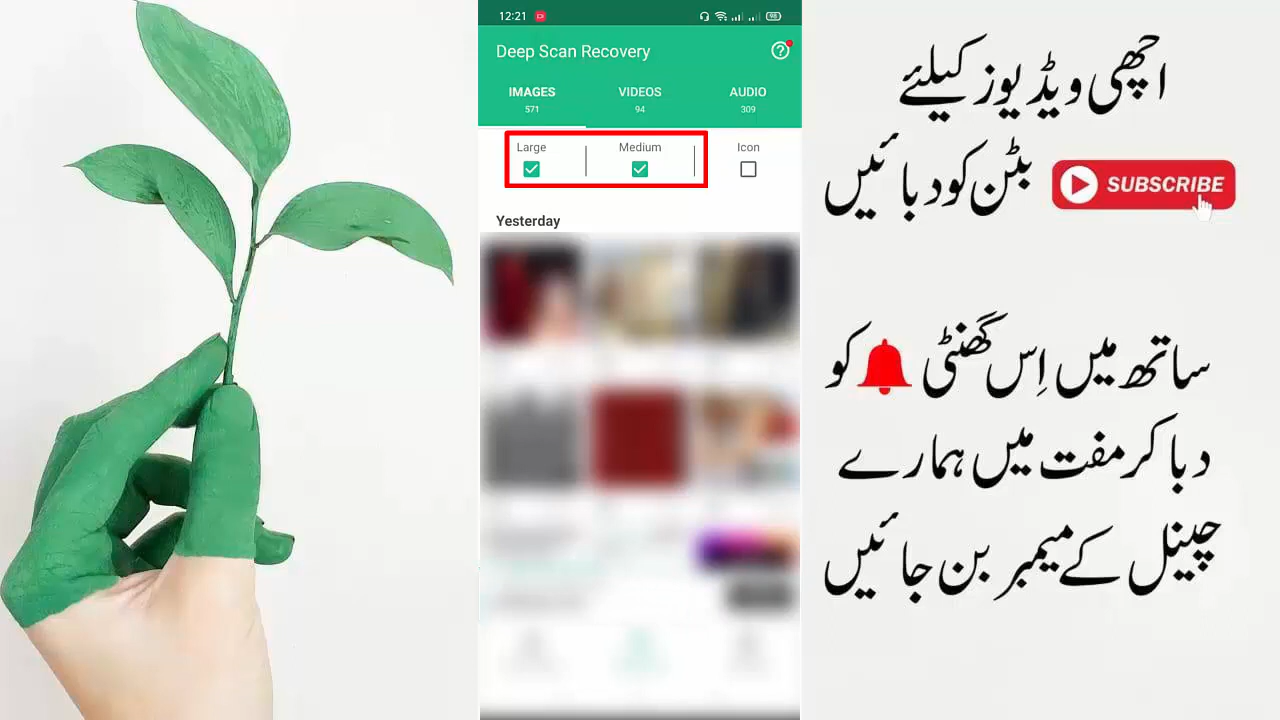 12:21
98
Deep Scan Recovery
IMAGES
VIDEOS
AUDIO
571
94
309
Large
Medium
Icon
Yesterday
اچھی ویڈیوز کیلئے
SUBSCRIBE بٹن کو دبائیں
ساتھ میں اِس گھنٹی کو
دبا کر مفت میں ہمارے
چینل کے میمبر بن جائیں